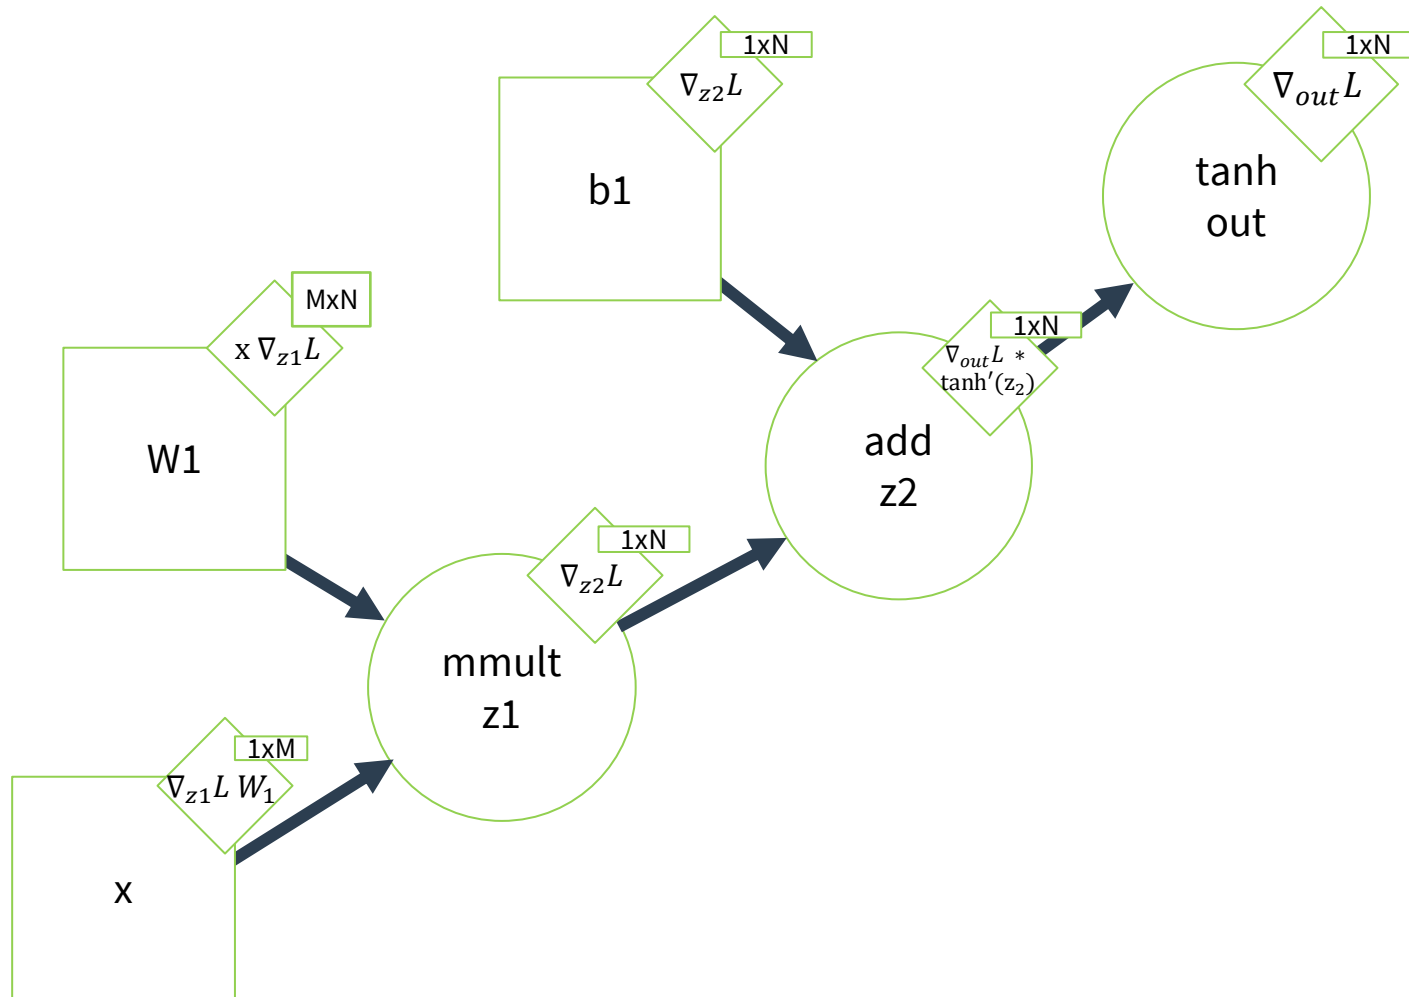 1xN
∇z2L
b1
1xN
∇outL
tanh
out
MxN
x ∇z1L
W1
1xN
∇outL *
tanh′(z2)
add
z2
1xN
∇z2L
mmult
z1
1xM
∇z1L W1
x